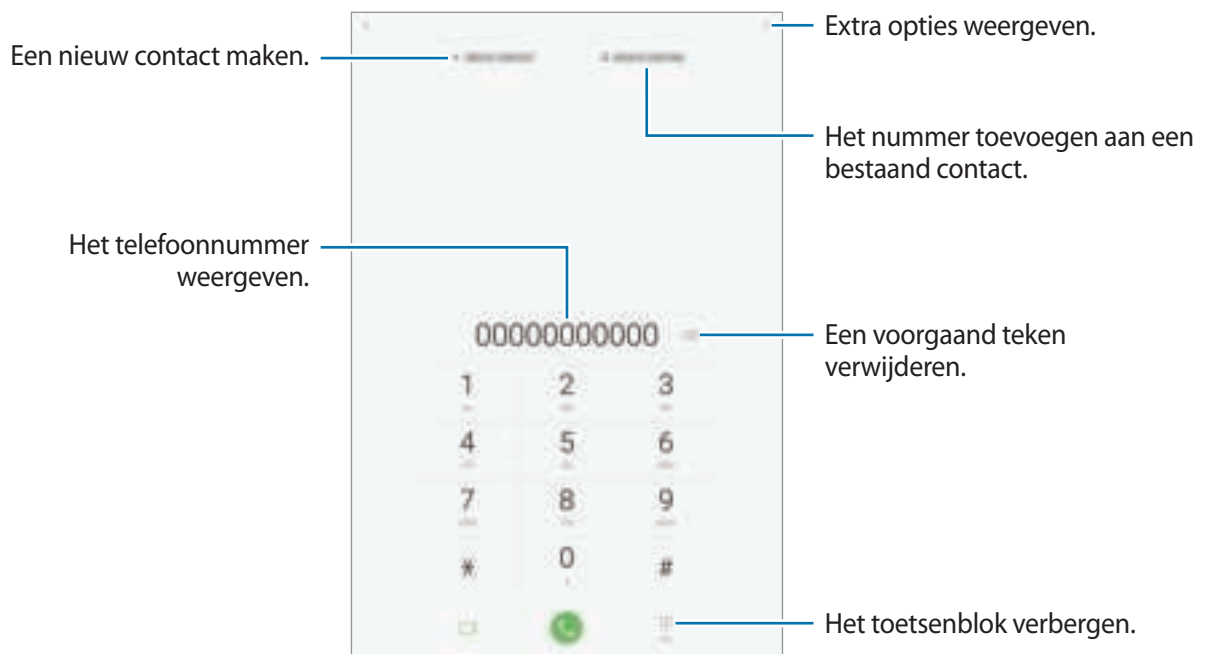 Extra opties weergeven.
Een nieuw contact maken.
Het nummer toevoegen aan een
bestaand contact.
Het telefoonnummer
weergeven.
00000000000
Een voorgaand teken
verwijderen.
1 2 3
4 5 6
7 8 9
* 0 #
Het toetsenblok verbergen.